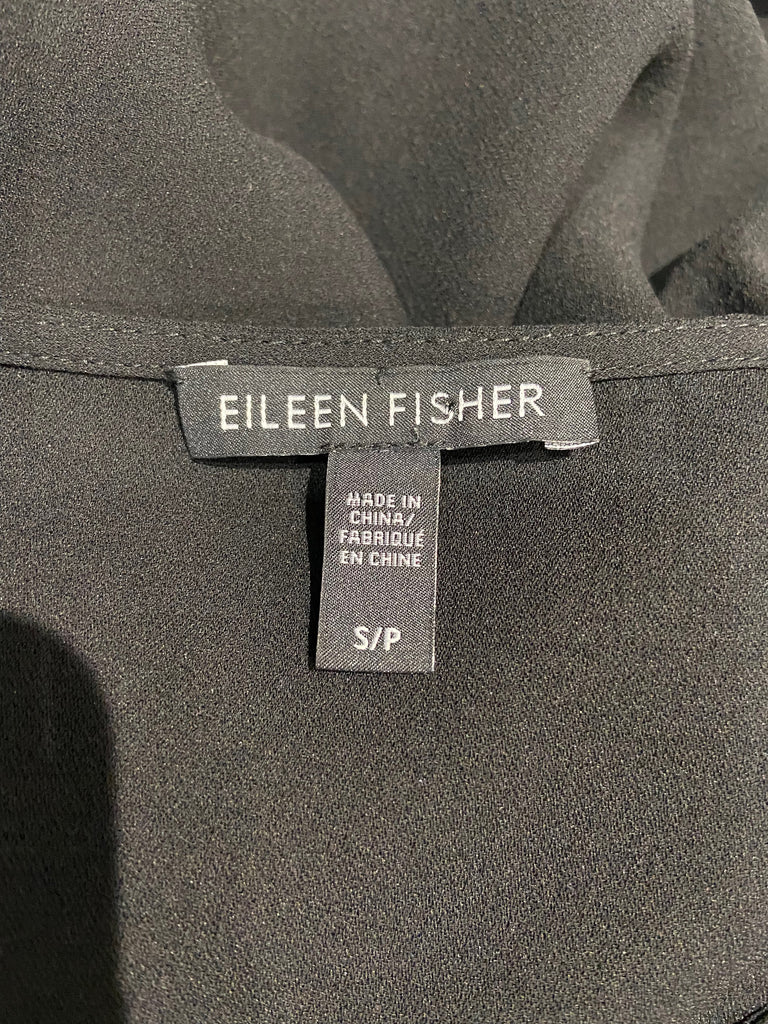 EILEEN FISHER
MADE IN
CHINA/
FABRIQUÉ
EN CHINE
S/P